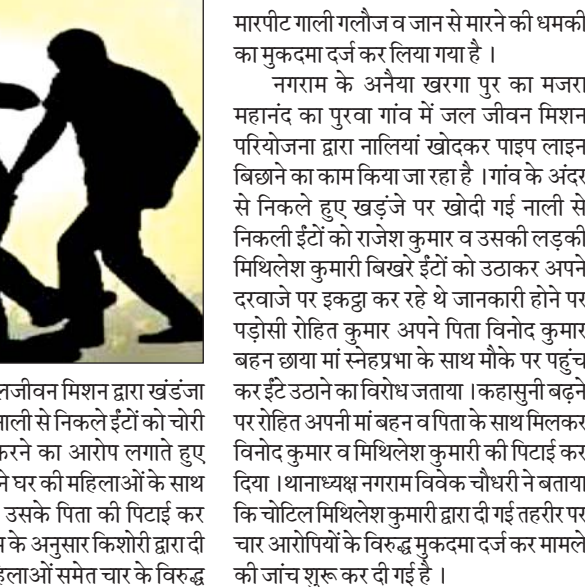 लजीवन मिशन द्वारा खंडंजा
ाली से निकले ईंटों को चोरी
करने का आरोप लगाते हुए
ने घर की महिलाओं के साथ
उसके पिता की पिटाई कर
के अनुसार किशोरी द्वारा दी
हिलाओं समेत चार के विरुद्ध
मारपीट गाली गलौज व जान से मारने की धमकी
का मुकदमा दर्ज कर लिया गया है ।
नगराम के अनैया खरगा पुर का मजरा
महानंद का पुरवा गांव में जल जीवन मिशन
परियोजना द्वारा नालियां खोदकर पाइप लाइन
बिछाने का काम किया जा रहा है ।गांव के अंदर
से निकले हुए खड़ंजे पर खोदी गई नाली से
निकली ईंटों को राजेश कुमार व उसकी लड़की
मिथिलेश कुमारी बिखरे ईंटों को उठाकर अपने
दरवाजे पर इकट्ठा कर रहे थे जानकारी होने पर
पड़ोसी रोहित कुमार अपने पिता विनोद कुमार
बहन छाया मां स्नेहप्रभा के साथ मौके पर पहुंच
कर ईंटे उठाने का विरोध जताया ।कहासुनी बढ़ने
पर रोहित अपनी मां बहन व पिता के साथ मिलकर
विनोद कुमार व मिथिलेश कुमारी की पिटाई कर
दिया ।थानाध्यक्ष नगराम विवेक चौधरी ने बताया
कि चोटिल मिथिलेश कुमारी द्वारा दी गई तहरीर पर
चार आरोपियों के विरुद्ध मुकदमा दर्ज कर मामले
की जांच शुरू कर दी गई है ।